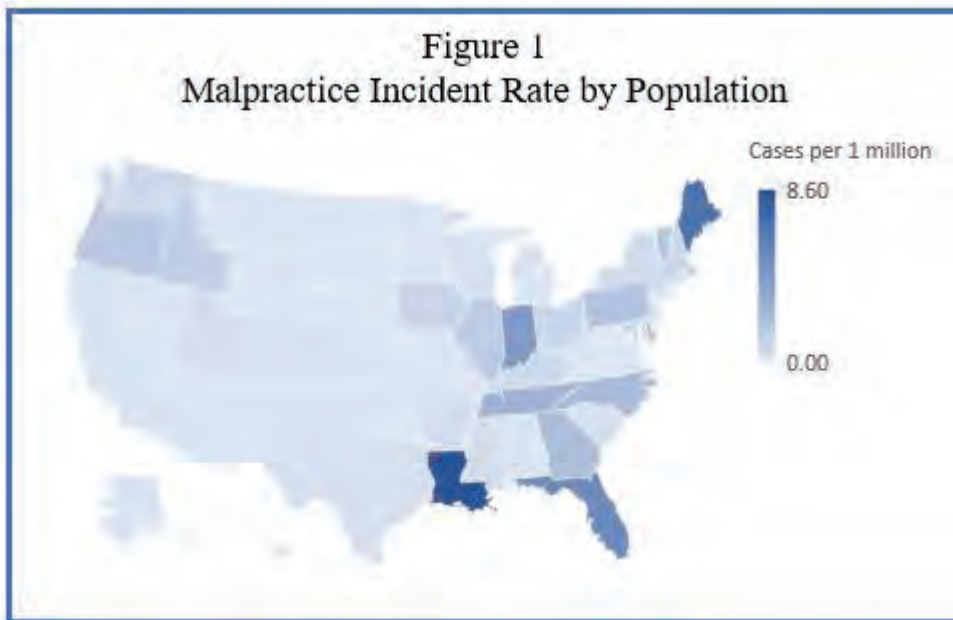 Figure 1
Malpractice Incident Rate by Population
Cases per 1 million
8.60
0.00